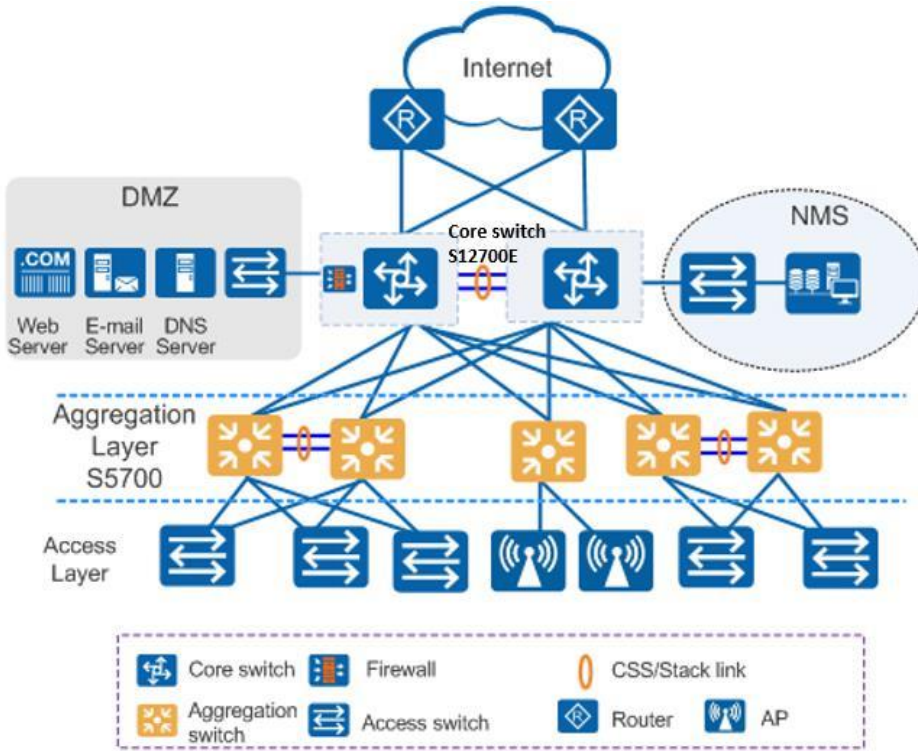 Internet
R
R
DMZ
.COM
Web
Server
E-mail
Server
DNS
Server
Core switch
S12700E
NMS
Aggregation
Layer
S5700
Access
Layer
Core switch
Firewall
CSS/Stack link
Aggregation
switch
Access switch
R
Router
AP